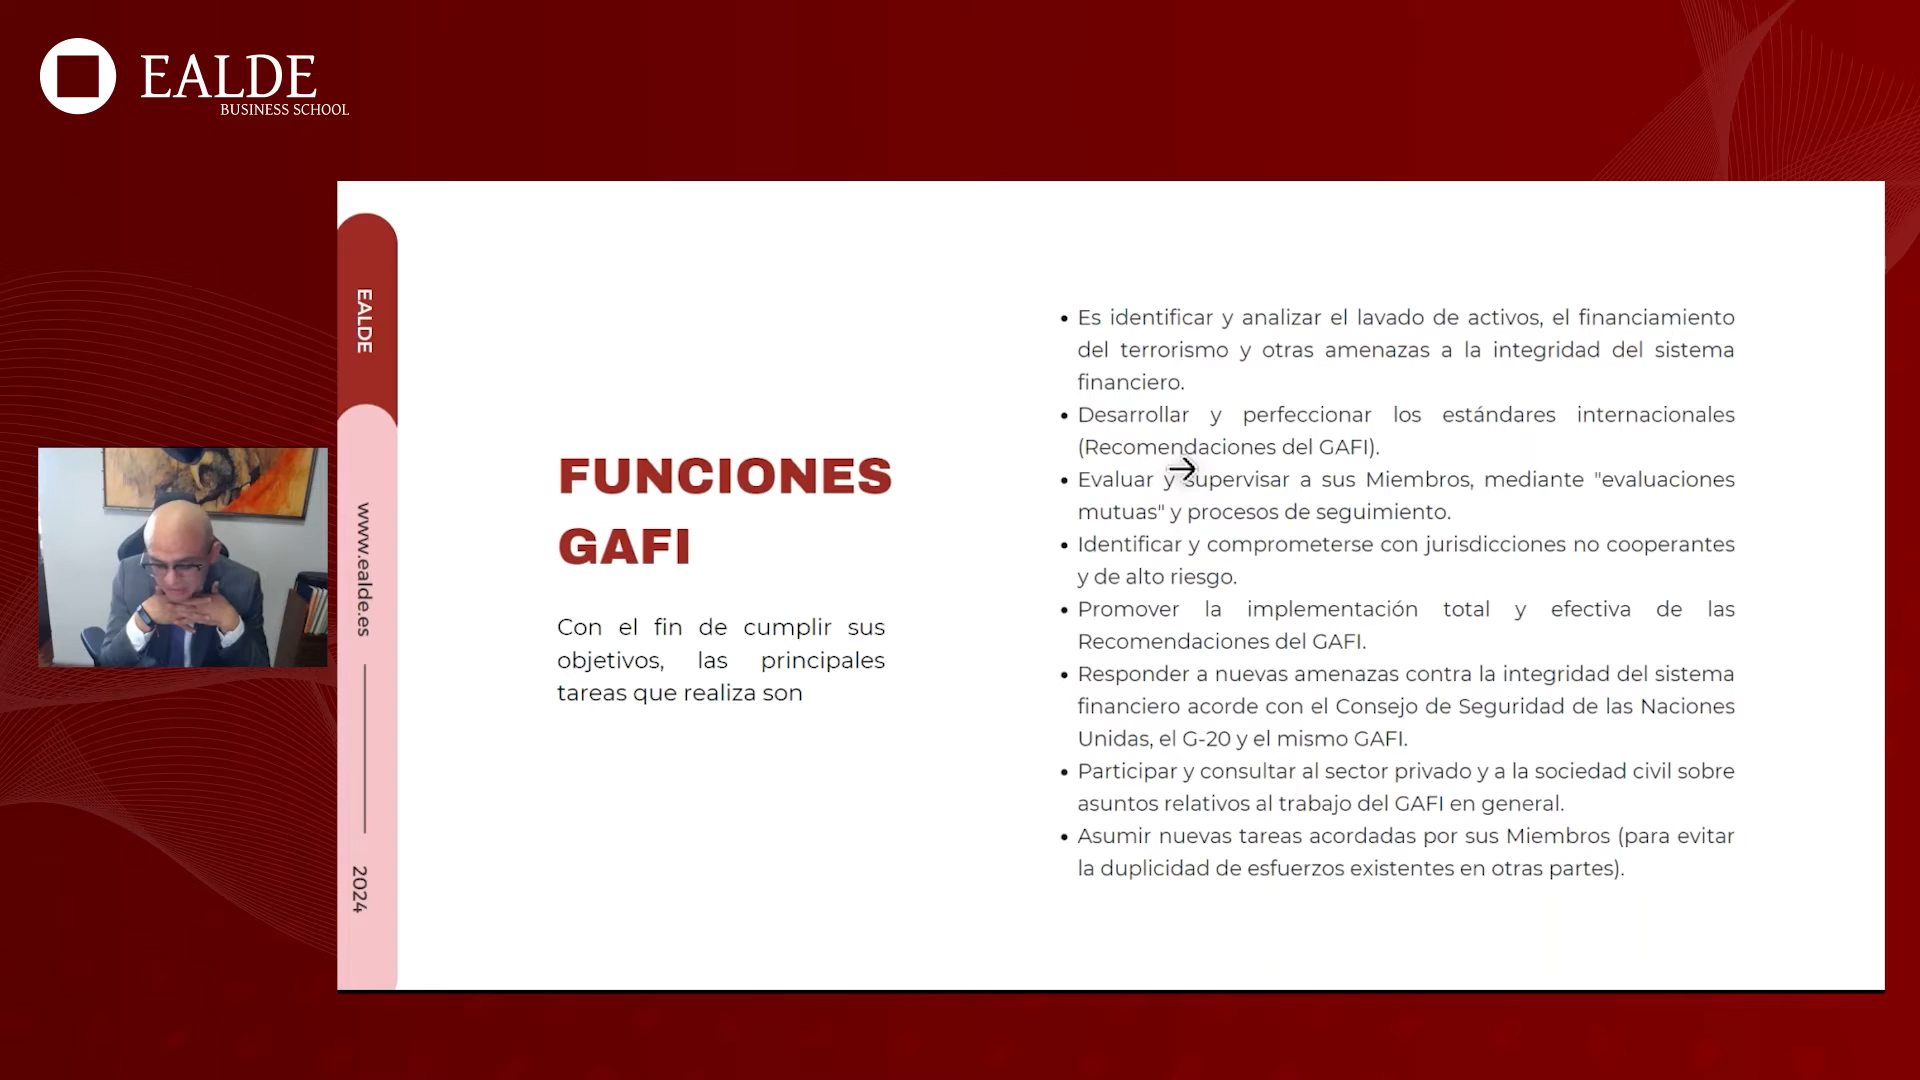 EALDE
BUSINESS SCHOOL
EALDE
www.ealde.es
2024
FUNCIONES
GAFI
Con el fin de cumplir sus
objetivos, las principales
tareas que realiza son
• Es identificar y analizar el lavado de activos, el financiamiento
del terrorismo y otras amenazas a la integridad del sistema
financiero.
• Desarrollar y perfeccionar los estándares internacionales
(Recomendaciones del GAFI).
• Evaluar y supervisar a sus Miembros, mediante "evaluaciones
mutuas" y procesos de seguimiento.
• Identificar y comprometerse con jurisdicciones no cooperantes
y de alto riesgo.
• Promover la implementación total y efectiva de las
Recomendaciones del GAFI.
• Responder a nuevas amenazas contra la integridad del sistema
financiero acorde con el Consejo de Seguridad de las Naciones
Unidas, el G-20 y el mismo GAFI.
• Participar y consultar al sector privado y a la sociedad civil sobre
asuntos relativos al trabajo del GAFI en general.
• Asumir nuevas tareas acordadas por sus Miembros (para evitar
la duplicidad de esfuerzos existentes en otras partes).